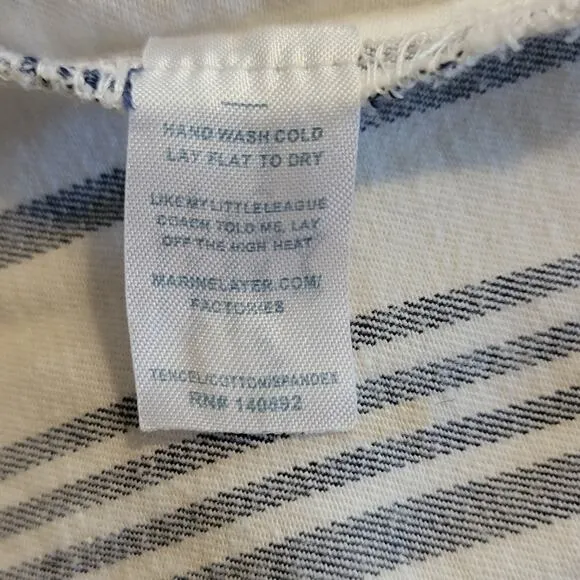 HAND WASH COLD
LAY FLAT TO DRY
LIKE MY LITTLE LEAGUE
COACH TOLD ME, LAY
OFF THE HIGH HEAT
MARINELAYER.COM/
FACTORIES
TENCEL/COTTON/SPANDEX
RN# 140892